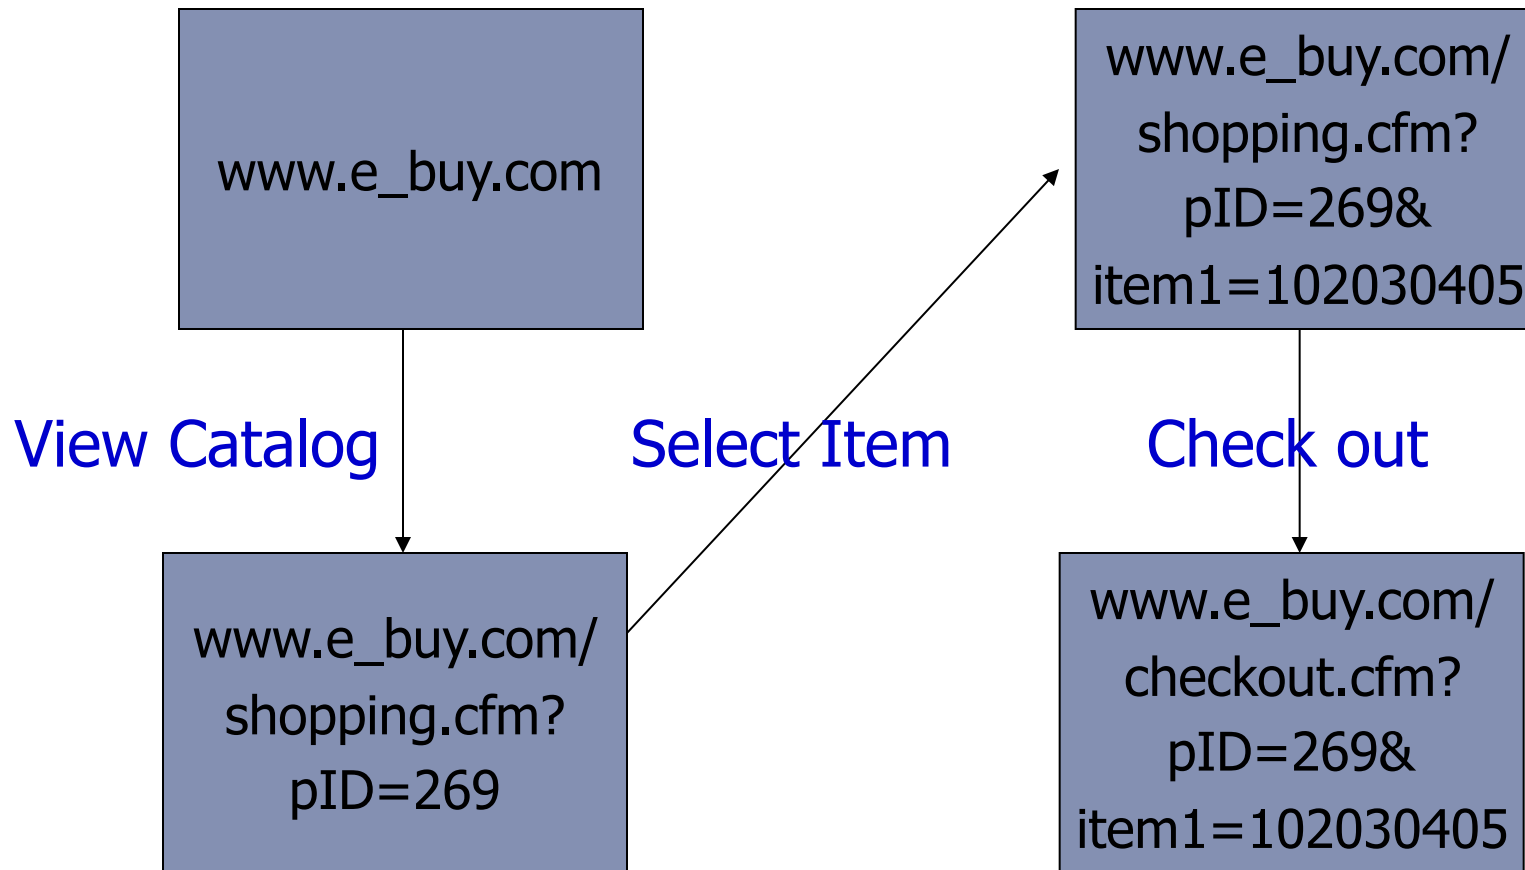 www.e_buy.com
View Catalog
www.e_buy.com/
shopping.cfm?
pID=269
Select Item
www.e_buy.com/
shopping.cfm?
pID=269&
item1=102030405
Check out
www.e_buy.com/
checkout.cfm?
pID=269&
item1=102030405